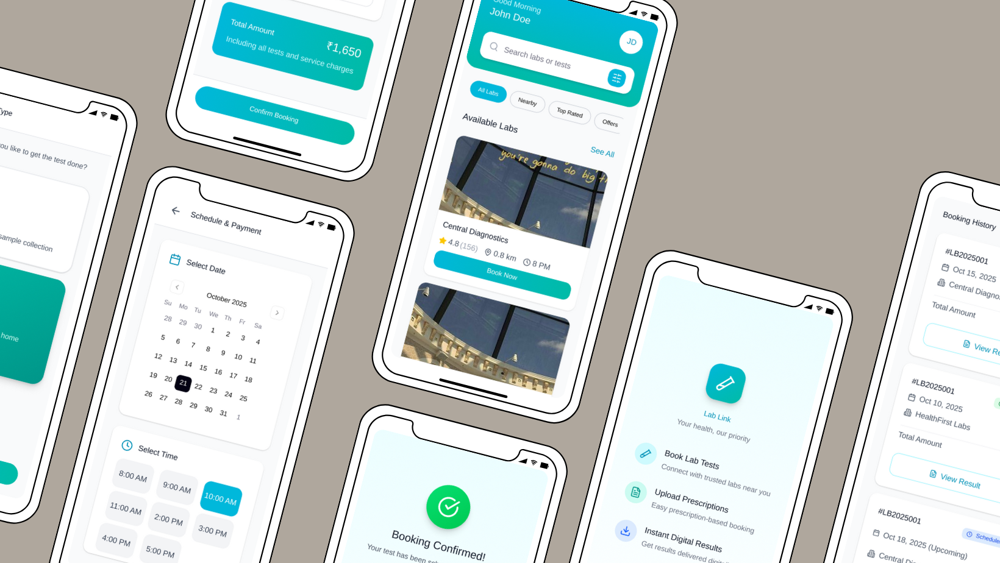 Type
you like to get the test done?
sample collection
home
Total Amount
₹1,650
Including all tests and service charges
Confirm Booking
Schedule & Payment
Select Date
October 2025
Su Mo Tu We Th Fr Sa
28 29 30 1 2 3 4
5 6 7 8 9 10 11
12 13 14 15 16 17 18
19 20 21 22 23 24 25
26 27 28 29 30 31 1
Select Time
8:00 AM 9:00 AM 10:00 AM
11:00 AM 2:00 PM 3:00 PM
4:00 PM 5:00 PM
Good Morning
John Doe
JD
Search labs or tests
All Labs Nearby Top Rated Offers
Available Labs
See All
you're gonna do big
Central Diagnostics
4.8 (156) 0.8 km 8 PM
Book Now
Booking Confirmed!
Your test has been
Lab Link
Your health, our priority
Book Lab Tests
Connect with trusted labs near you
Upload Prescriptions
Easy prescription-based booking
Instant Digital Results
Get results delivered
Booking History
#LB2025001
Oct 15, 2025
Central
Total Amount
View
#LB2025001
Oct 10, 2025
HealthFirst Labs
Total Amount
View Result
#LB2025001
Scheduled
Oct 18, 2025 (Upcoming)
Central